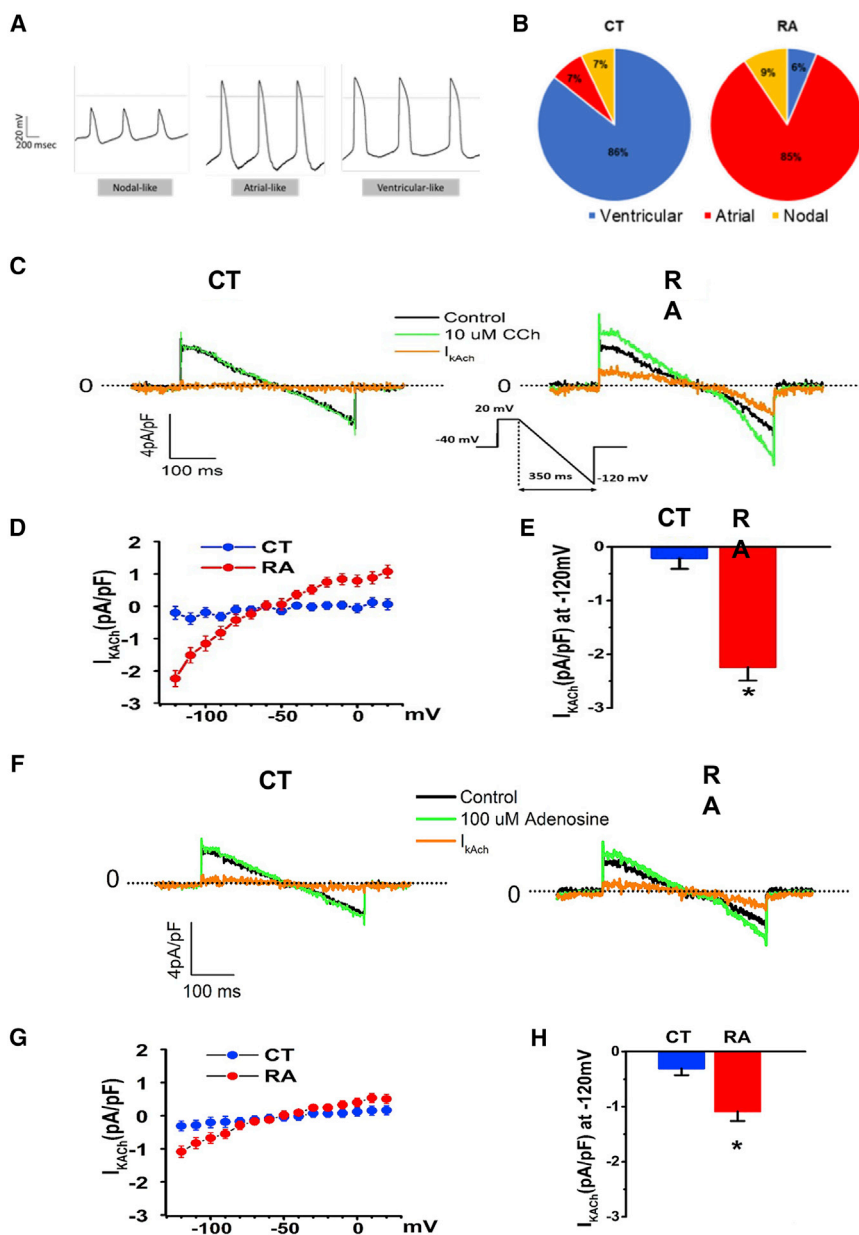 A
20 mV
200 msec
Nodal-like
Atrial-like
Ventricular-like
B
CT
RA
7%
7%
86%
9%
6%
85%
Ventricular
Atrial
Nodal
C
CT
R
A
Control
10 uM CCh
IkAch
0
0
4pA/pF
100 ms
20 mV
-40 mV
350 ms
-120 mV
D
CT
RA
IKACh(pA/pF)
2
1
0
-1
-2
-3
-100
-50
0
mV
E
CT
R
A
IKACh(pA/pF) at -120mV
0
-1
-2
-3
*
F
CT
R
A
Control
100 uM Adenosine
IkAch
0
0
4pA/pF
100 ms
G
CT
RA
IKACh(pA/pF)
2
1
0
-1
-2
-3
-100
-50
0
mV
H
CT
RA
IKACh(pA/pF) at -120mV
0
-1
-2
-3
*